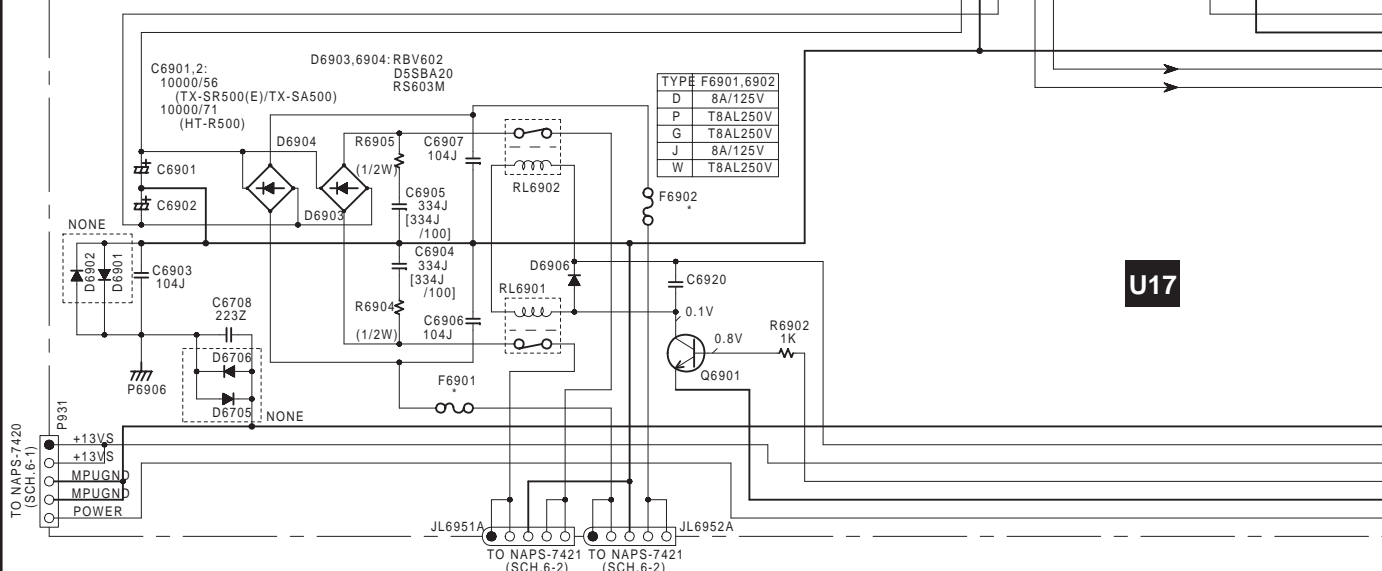 D6903,6904: RBV602
D5SBA20
RS603M
C6901,2:
10000/56
(TX-SR500(E)/TX-SA500)
10000/71
(HT-R500)
TYPE F6901,6902
D 8A/125V
P T8AL250V
G T8AL250V
J 8A/125V
W T8AL250V
D6904
R6905
(1/2W)
C6907
104J
C6901
C6902
RL6902
F6902
*
C6905
334J
[334J
/100]
D6903
NONE
D6902
D6901
C6903
104J
C6904
334J
[334J
/100]
D6906
C6920
U17
RL6901
C6708
223Z
R6904
(1/2W)
C6906
104J
0.1V
0.8V
R6902
1K
Q6901
D6706
D6705
NONE
P6906
F6901
*
P931
TO NAPS-7420
(SCH.6-1)
+13VS
+13VS
MPUGND
MPUGND
POWER
JL6951A
JL6952A
TO NAPS-7421
(SCH.6-2)
TO NAPS-7421
(SCH.6-2)